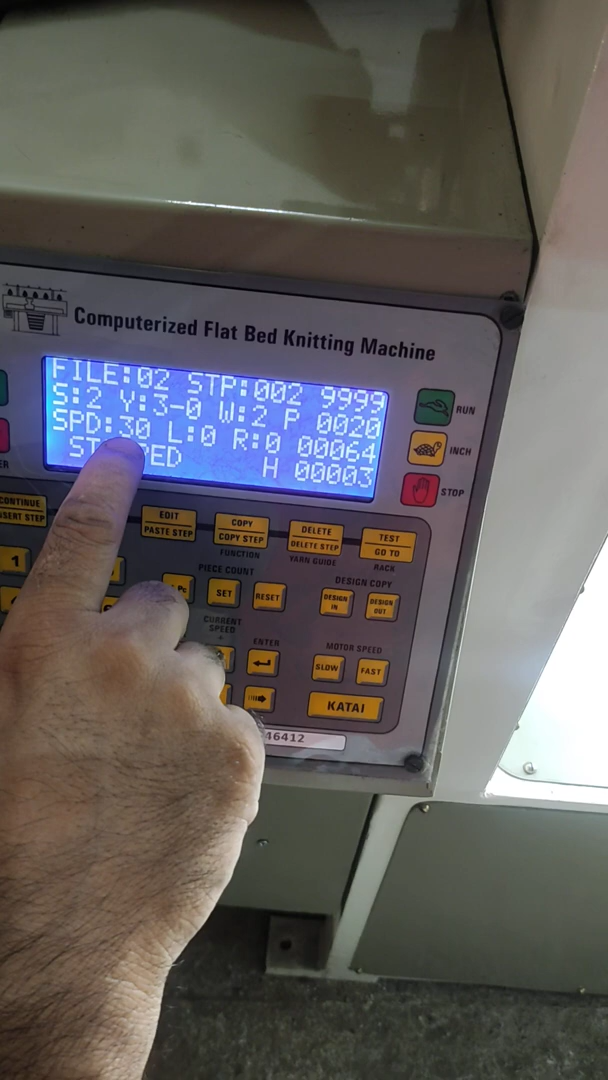 Computerized Flat Bed Knitting Machine
FILE:02 STP:002 9999
S:2 Y:3-0 W:2 P 0020
SPD:30 L:0 R:0 00064
H 00003
RUN
INCH
STOP
CONTINUE
INSERT STEP
EDIT
PASTE STEP
COPY
COPY STEP
DELETE
DELETE STEP
TEST
GO TO
FUNCTION
YARN GUIDE
RACK
PIECE COUNT
DESIGN COPY
1
SET
RESET
DESIGN IN
DESIGN OUT
CURRENT SPEED
+
ENTER
MOTOR SPEED
SLOW
FAST
KATAI
46412